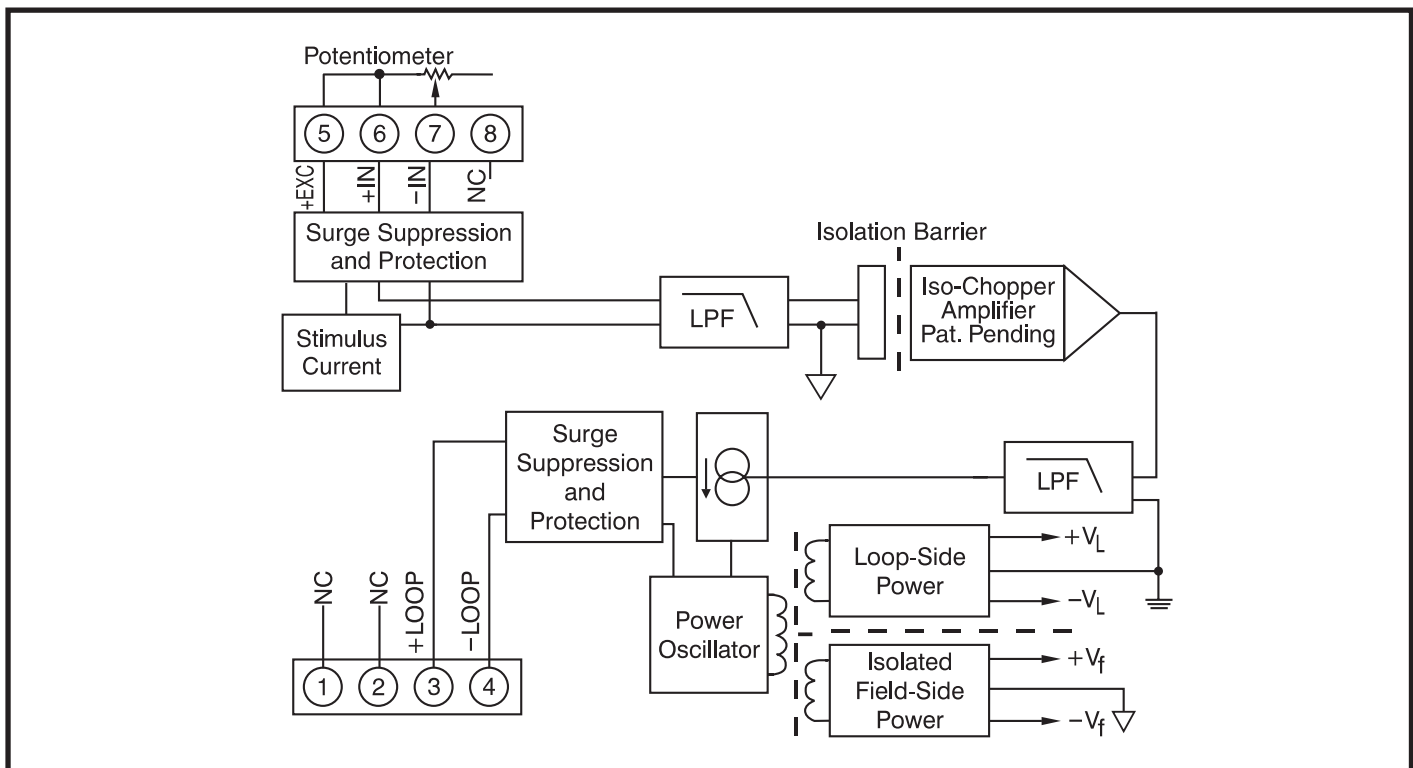 Potentiometer
5 6 7 8
+EXC
+IN
−IN
NC
Surge Suppression
and Protection
Isolation Barrier
Iso-Chopper
Amplifier
Pat. Pending
LPF
Stimulus
Current
Surge
Suppression
and
Protection
LPF
Loop-Side
Power
+VL
−VL
NC
NC
+LOOP
−LOOP
Power
Oscillator
Isolated
Field-Side
Power
+Vf
−Vf
1 2 3 4